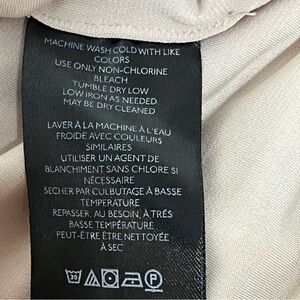 MACHINE WASH COLD WITH LIKE
COLORS
USE ONLY NON-CHLORINE
BLEACH
TUMBLE DRY LOW
LOW IRON AS NEEDED
MAY BE DRY CLEANED
LAVER À LA MACHINE À L'EAU
FROIDE AVEC COULEURS
SIMILAIRES
UTILISER UN AGENT DE
BLANCHIMENT SANS CHLORE SI
NÉCESSAIRE
SECHER PAR CULBUTAGE À BASSE
TEMPERATURE
REPASSER, AU BESOIN, À TRÈS
BASSE TEMPÉRATURE
PEUT-ÊTRE ÊTRE NETTOYÉE
À SEC
30 P